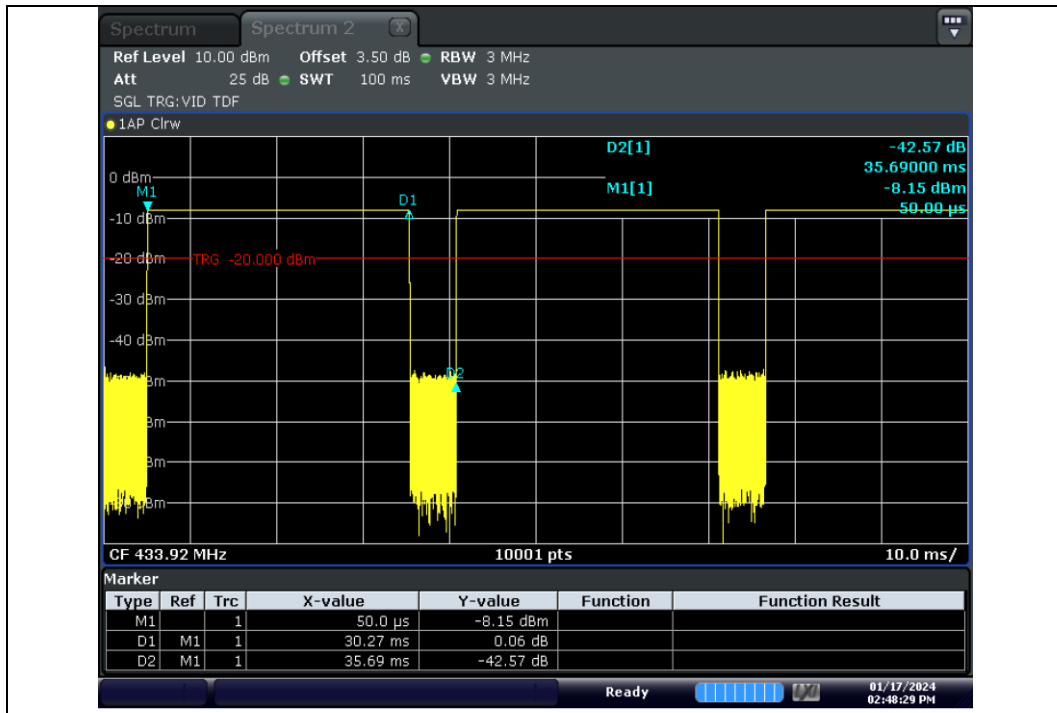 Spectrum Spectrum 2 X
Ref Level 10.00 dBm Offset 3.50 dB RBW 3 MHz
Att 25 dB SWT 100 ms VBW 3 MHz
SGL TRG:VID TDF
1AP Clrw
D2[1] -42.57 dB
35.69000 ms
0 dBm
M1[1] -8.15 dBm
50.00 µs
M1
D1
-10 dBm
-20 dBm TRG -20.000 dBm
-30 dBm
-40 dBm
D2
CF 433.92 MHz 10001 pts 10.0 ms/
Marker
Type Ref Trc X-value Y-value Function Function Result
M1 1 50.0 µs -8.15 dBm
D1 M1 1 30.27 ms 0.06 dB
D2 M1 1 35.69 ms -42.57 dB
Ready 01/17/2024
02:48:29 PM